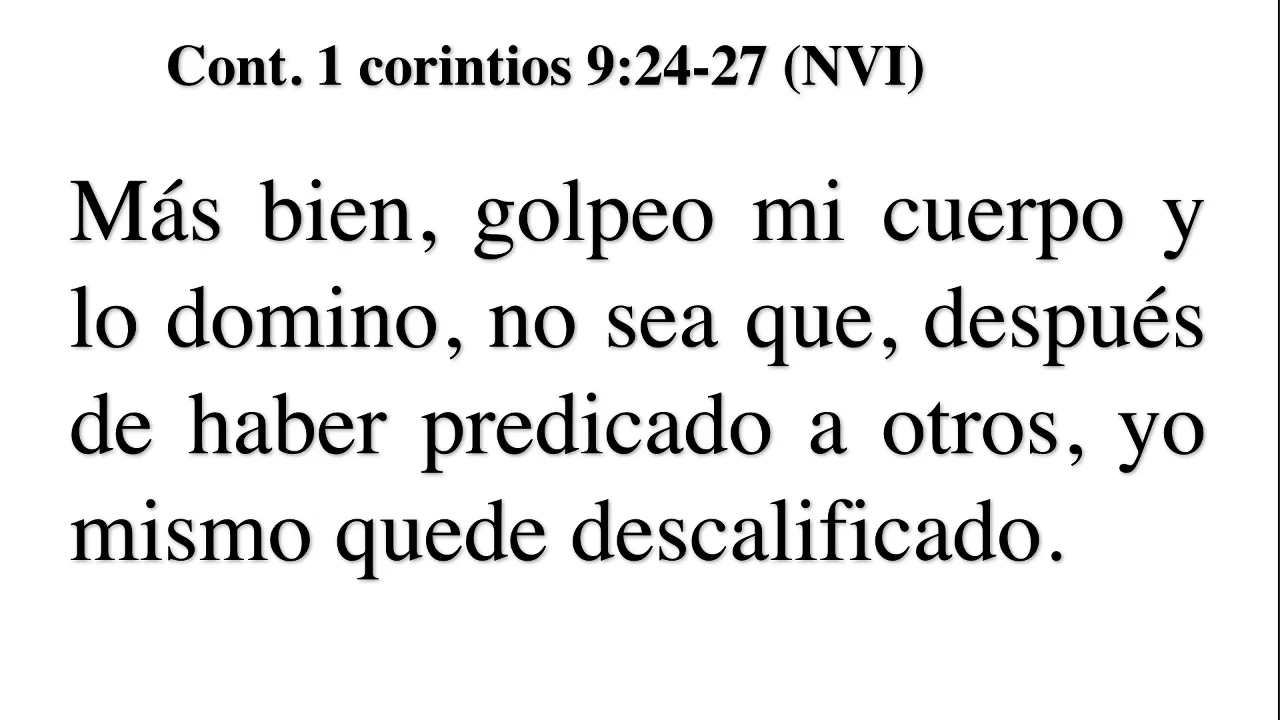 Cont. 1 corintios 9:24-27 (NVI)
Más bien, golpeo mi cuerpo y
lo domino, no sea que, después
de haber predicado a otros, yo
mismo quede descalificado.